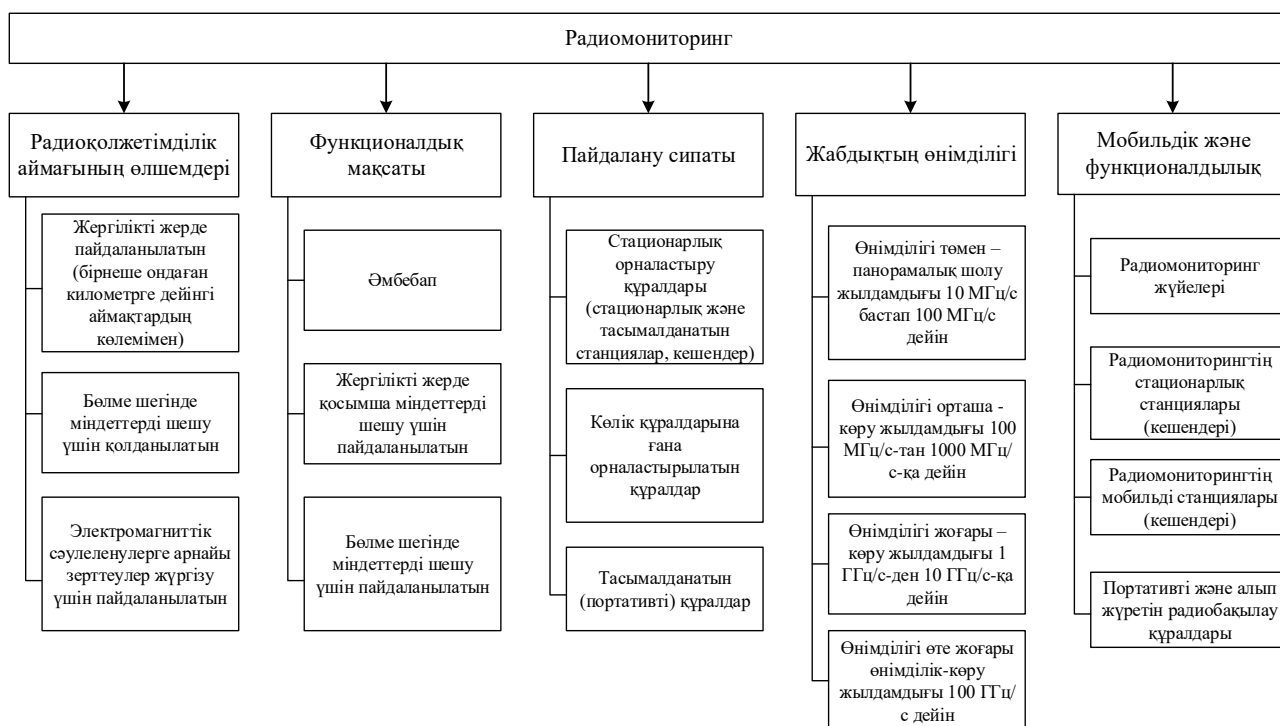 Радиомониторинг
Радиоқолжетімділік
аймағының өлшемдері
Жергілікті жерде
пайдаланылатын
(бірнеше ондаған
километрге дейінгі
аймақтардың
көлемімен)
Бөлме шегінде
міндеттерді шешу
үшін қолданылатын
Электромагниттік
сәулеленулерге арнайы
зерттеулер жүргізу
үшін пайдаланылатын
Функционалдық
мақсаты
Әмбебап
Жергілікті жерде
қосымша міндеттерді
шешу үшін
пайдаланылатын
Бөлме шегінде
міндеттерді шешу
үшін пайдаланылатын
Пайдалану сипаты
Стационарлық
орналастыру
құралдары
(стационарлық және
тасымалданатын
станциялар, кешендер)
Көлік құралдарына
ғана
орналастырылатын
құралдар
Тасымалданатын
(портативті) құралдар
Жабдықтың өнімділігі
Өнімділігі төмен –
панорамалық шолу
жылдамдығы 10 МГц/с
бастап 100 МГц/с
дейін
Өнімділігі орташа -
көру жылдамдығы 100
МГц/с-тан 1000 МГц/
с-қа дейін
Өнімділігі жоғары –
көру жылдамдығы 1
ГГц/с-ден 10 ГГц/с-қа
дейін
Өнімділігі өте жоғары
өнімділік-көру
жылдамдығы 100 ГГц/
с дейін
Мобильдік және
функционалдылық
Радиомониторинг
жүйелері
Радиомониторингтің
стационарлық
станциялары
(кешендері)
Радиомониторингтің
мобильді станциялары
(кешендері)
Портативті және алып
жүретін радиобақылау
құралдары